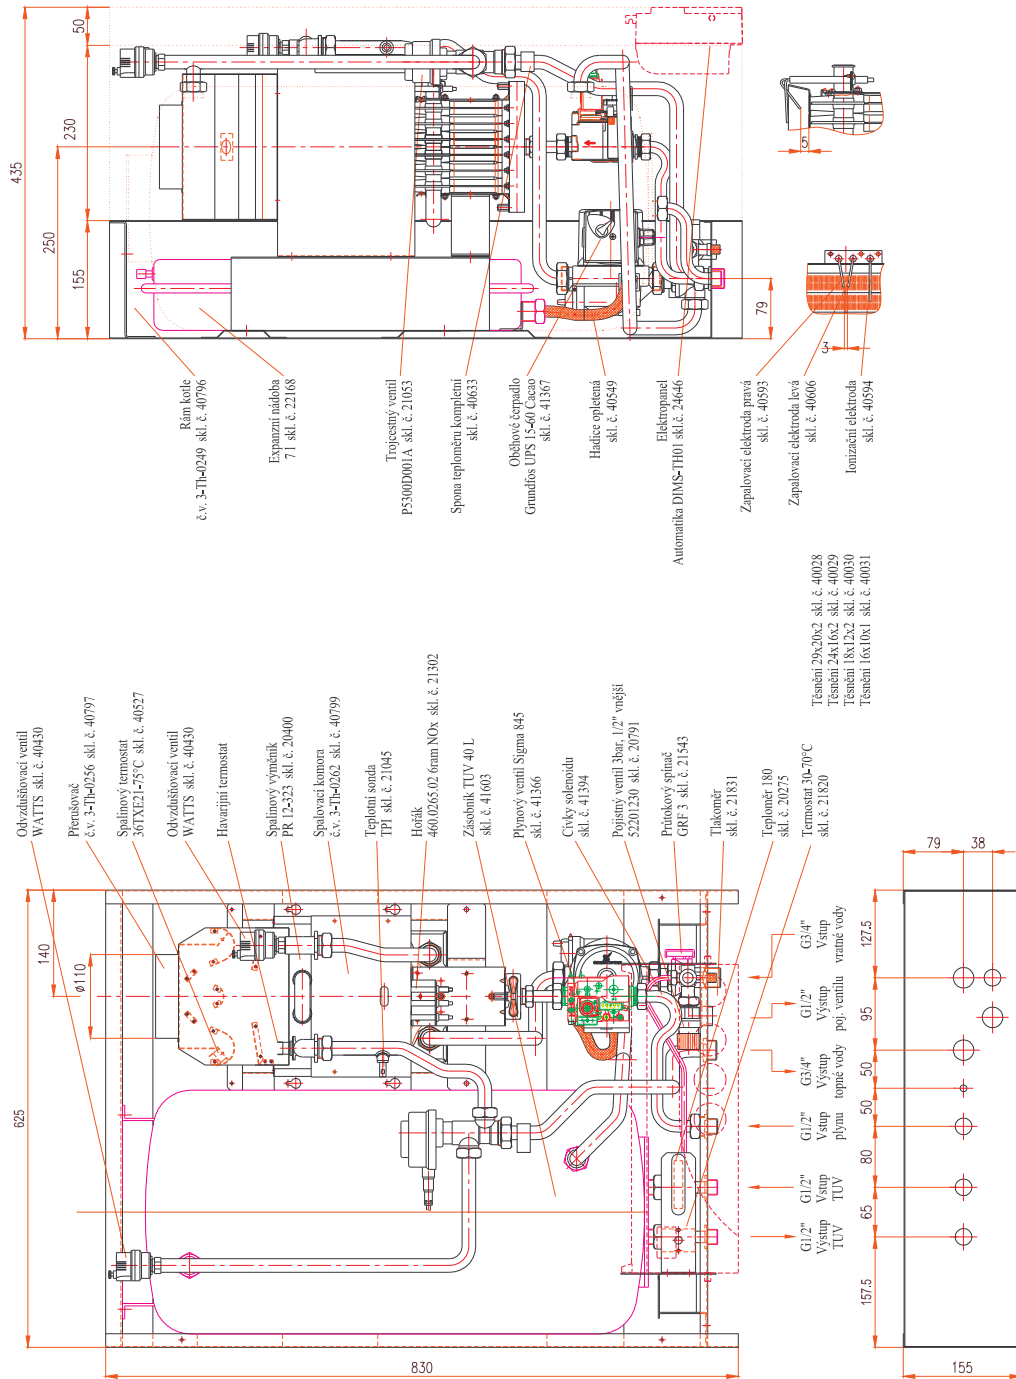 50
435
230
250
155
79
5
3
Rám kotle
č.v. 3-Th-0249 skl. č. 40796
Expanzní nádoba
7 l skl. č. 22168
Trojcestný ventil
P5300D001A skl. č. 21053
Spona teploměru kompletní
skl. č. 40633
Oběhové čerpadlo
Grundfos UPS 15-60 Cacao
skl. č. 41367
Hadice opletená
skl. č. 40549
Elektropanel
Automatika DIMS-TH01 skl.č. 24646
Zapalovací elektroda pravá
skl. č. 40593
Zapalovací elektroda levá
skl. č. 40606
Ionizační elektroda
skl. č. 40594
Těsnění 29x20x2 skl. č. 40028
Těsnění 24x16x2 skl. č. 40029
Těsnění 18x12x2 skl. č. 40030
Těsnění 16x10x1 skl. č. 40031
Odvzdušňovací ventil
WATTS skl. č. 40430
Přerušovač
č.v. 3-Th-0256 skl. č. 40797
Spalinový termostat
36TXE21-75°C skl. č. 40527
Odvzdušňovací ventil
WATTS skl. č. 40430
Havarijní termostat
Spalinový výměník
PR 12-323 skl. č. 20400
Spalovací komora
č.v. 3-Th-0262 skl. č. 40799
Teplotní sonda
TPI skl. č. 21045
Hořák
460.0265.02 6ram NOx skl. č. 21302
Zásobník TUV 40 L
skl. č. 41603
Plynový ventil Sigma 845
skl. č. 41366
Cívky solenoidu
skl. č. 41394
Pojistný ventil 3bar, 1/2" vnější
52201230 skl. č. 20791
Průtokový spínač
GRF 3 skl. č. 21543
Tlakoměr
skl. č. 21831
Teploměr 180
skl. č. 20275
Termostat 30-70°C
skl. č. 21820
140
ø110
625
830
G3/4"
Vstup
vratné vody
G1/2"
Výstup
poj. ventilu
G3/4"
Výstup
topné vody
G1/2"
Vstup
plynu
G1/2"
Vstup
TUV
G1/2"
Výstup
TUV
79
38
127.5
95
50
50
80
65
157.5
155